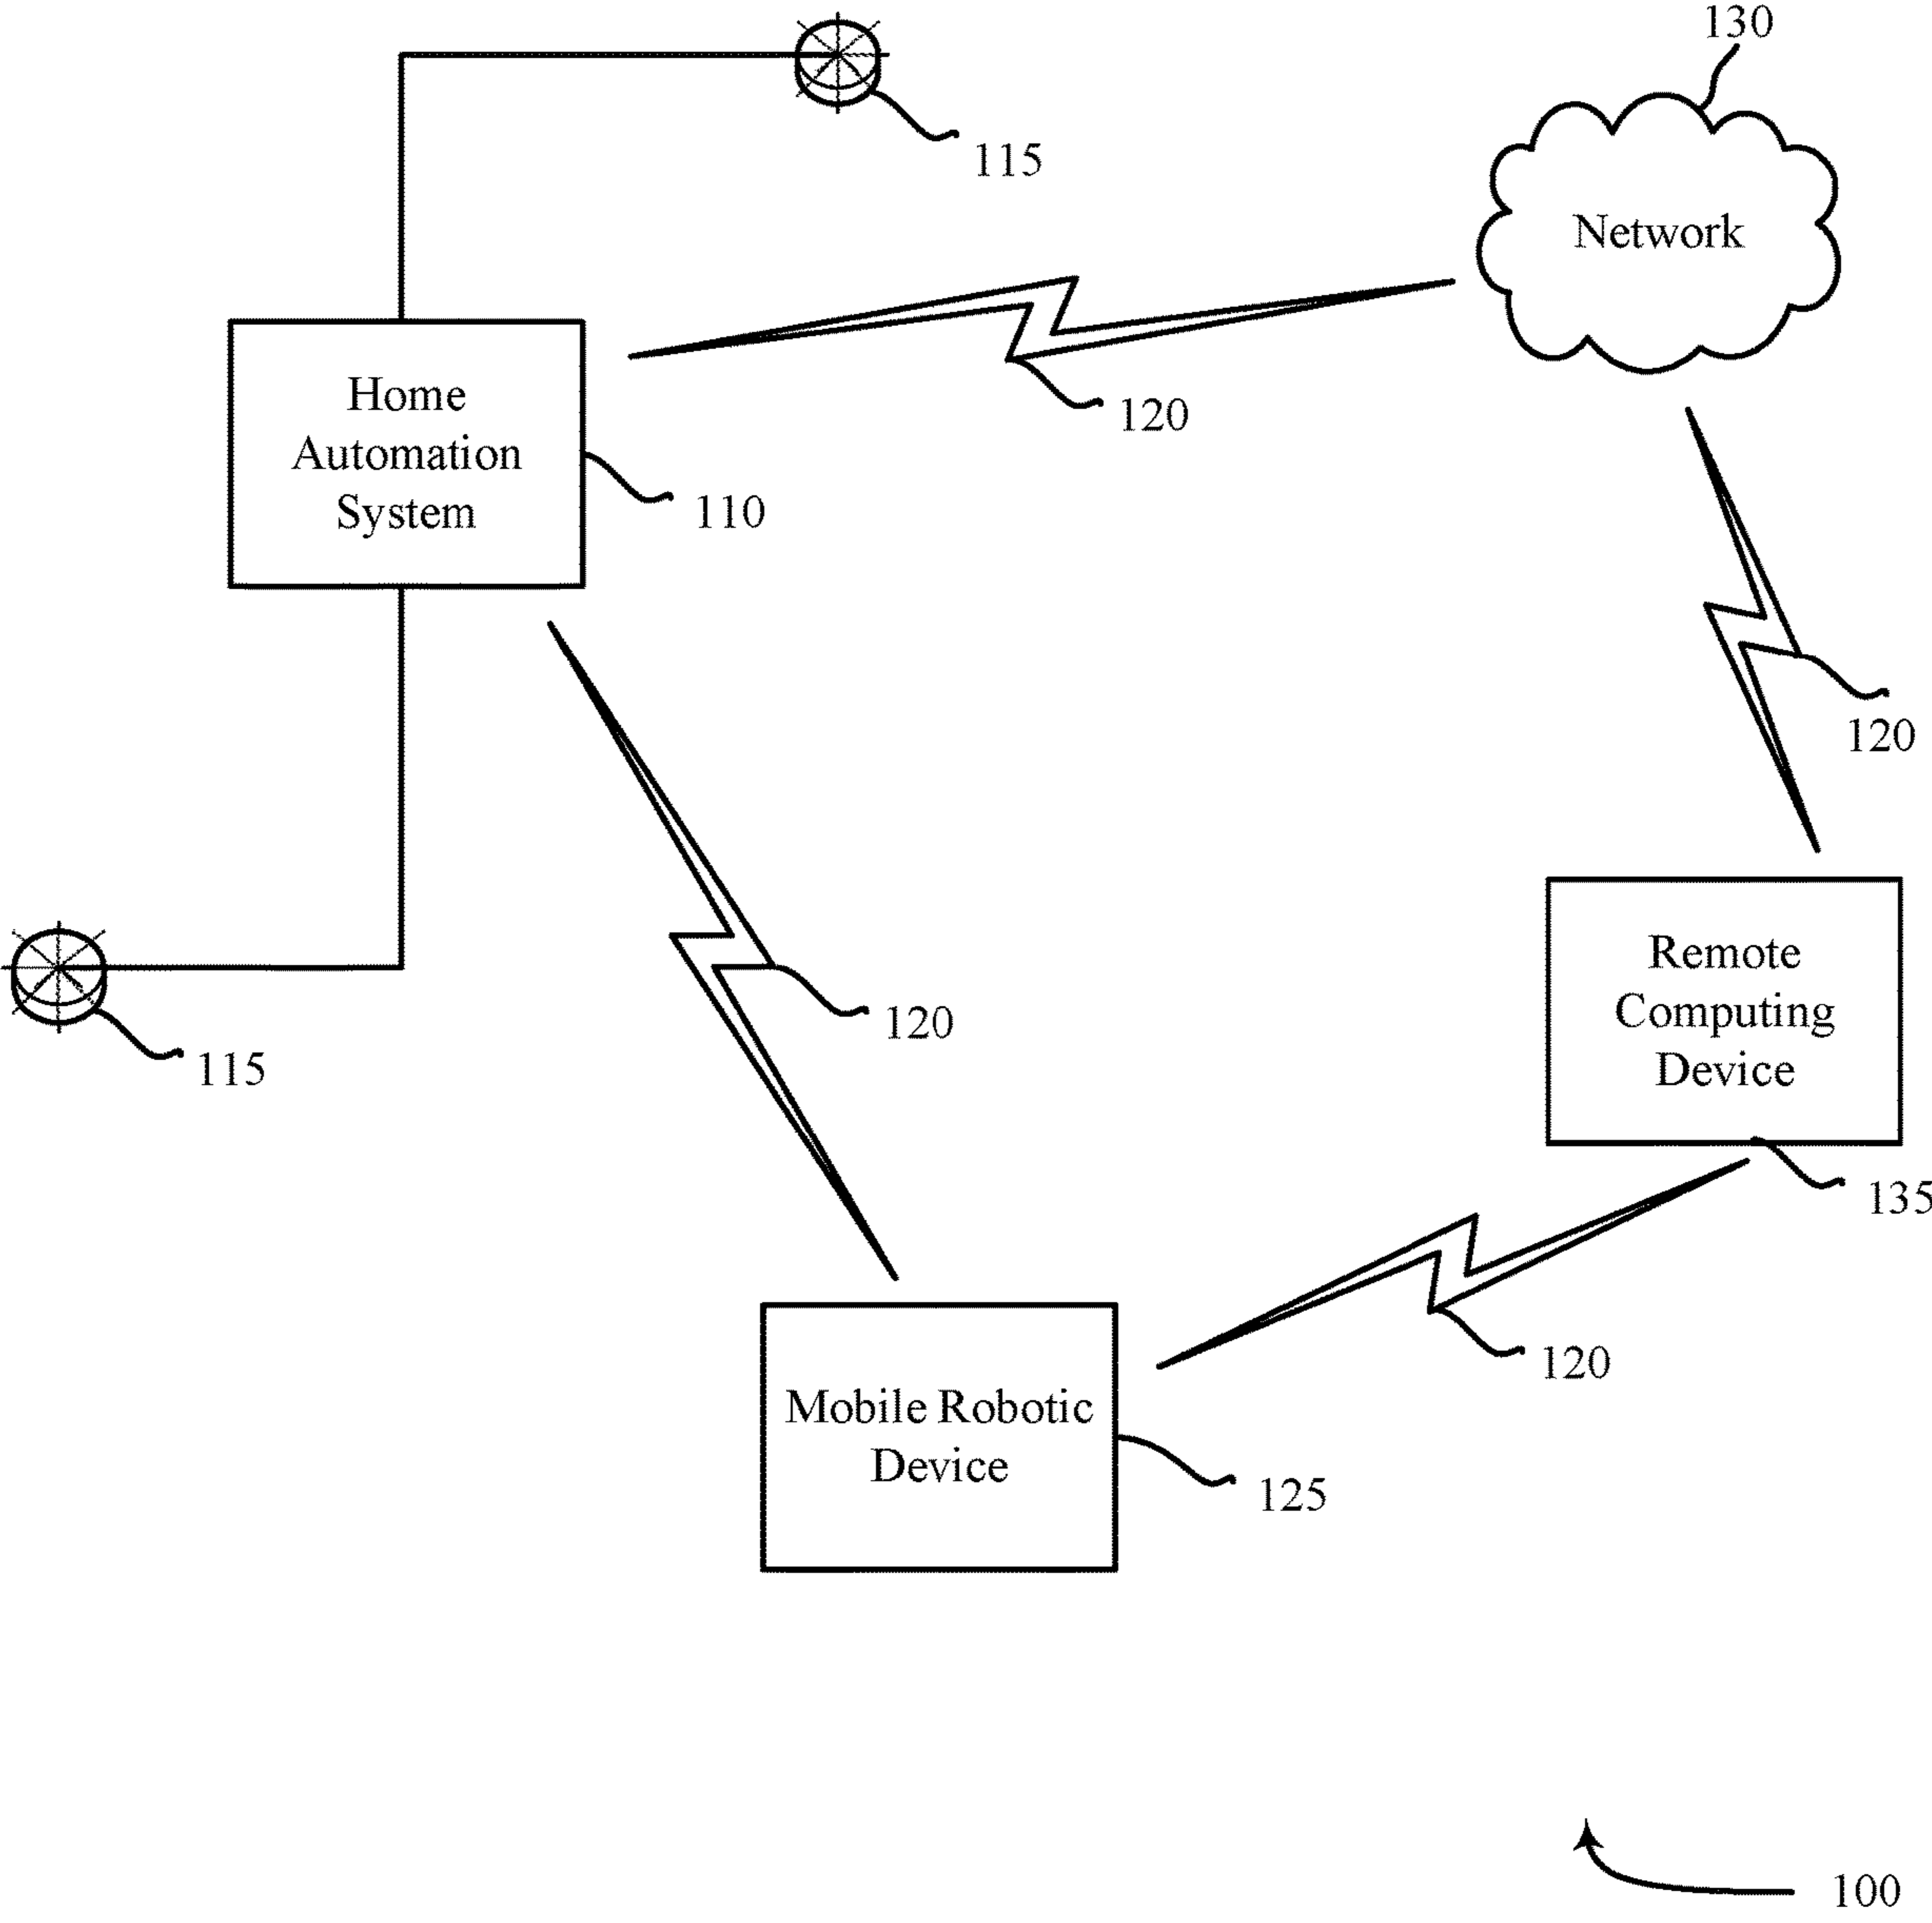 130
115
Network
Home
Automation
System
120
110
120
Remote
Computing
Device
120
115
135
120
Mobile Robotic
Device
125
100